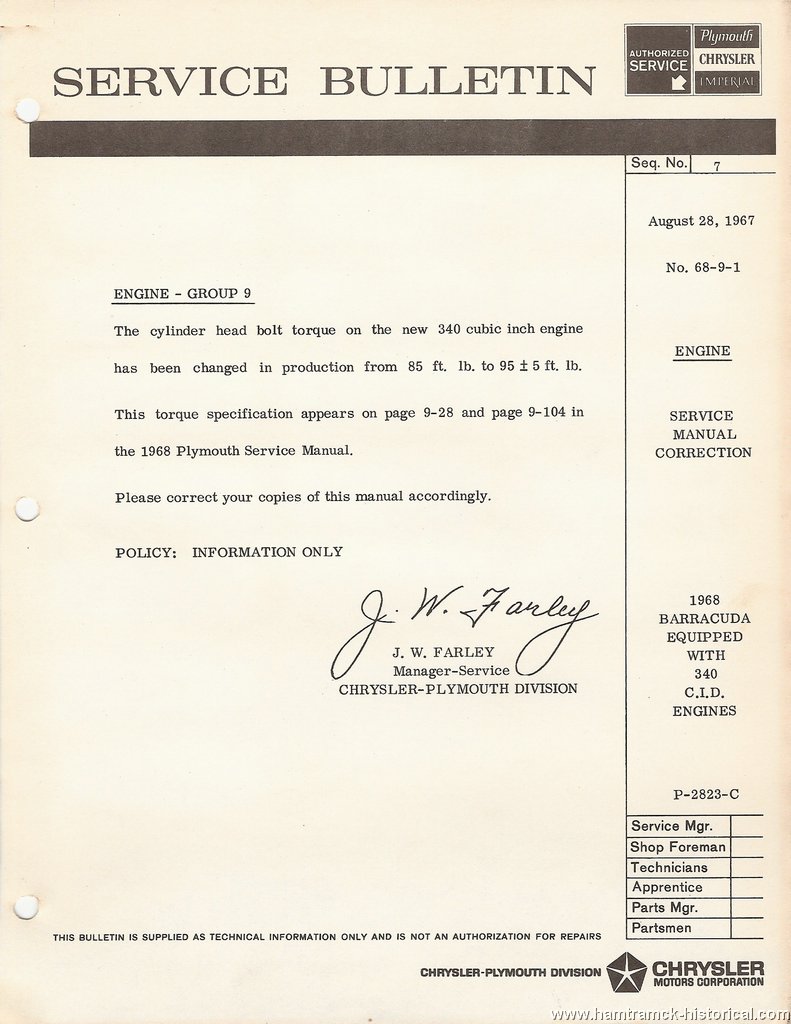 SERVICE BULLETIN
AUTHORIZED
SERVICE
Plymouth
CHRYSLER
IMPERIAL
Seq. No. 7
August 28, 1967
No. 68-9-1
ENGINE - GROUP 9
The cylinder head bolt torque on the new 340 cubic inch engine
has been changed in production from 85 ft. lb. to 95 ± 5 ft. lb.
This torque specification appears on page 9-28 and page 9-104 in
the 1968 Plymouth Service Manual.
Please correct your copies of this manual accordingly.
POLICY: INFORMATION ONLY
J. W. Farley
J. W. FARLEY
Manager-Service
CHRYSLER-PLYMOUTH DIVISION
ENGINE
SERVICE
MANUAL
CORRECTION
1968
BARRACUDA
EQUIPPED
WITH
340
C.I.D.
ENGINES
P-2823-C
Service Mgr.
Shop Foreman
Technicians
Apprentice
Parts Mgr.
Partsmen
THIS BULLETIN IS SUPPLIED AS TECHNICAL INFORMATION ONLY AND IS NOT AN AUTHORIZATION FOR REPAIRS
CHRYSLER-PLYMOUTH DIVISION
CHRYSLER
MOTORS CORPORATION
www.hamtramck-historical.com